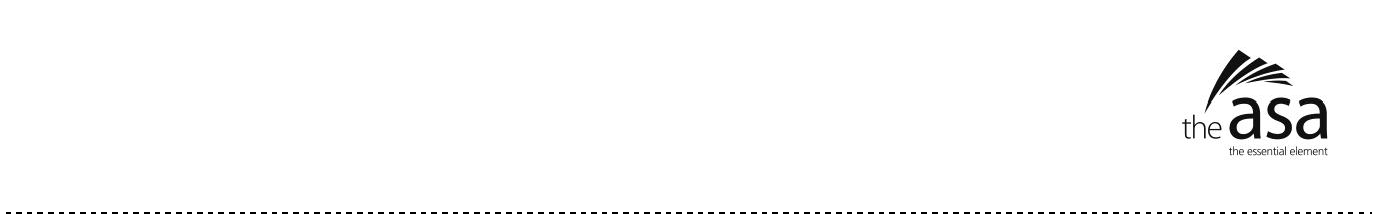 the asa
the essential element